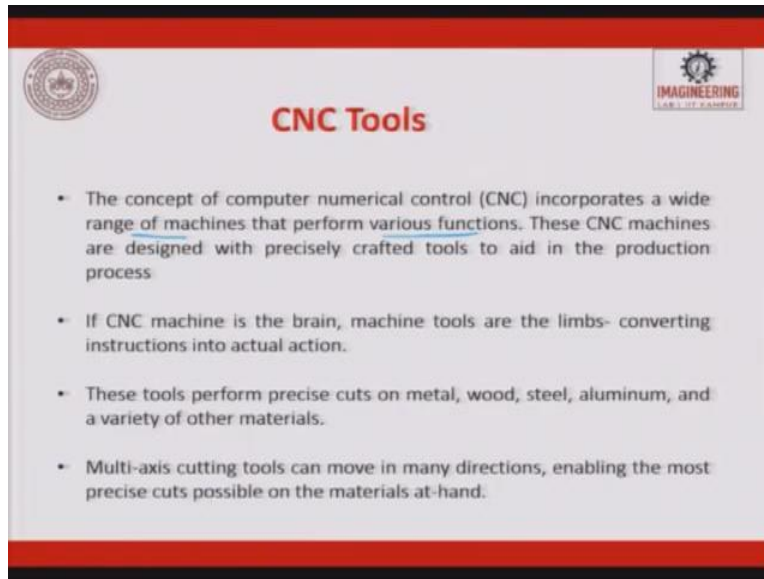 IMAGINEERING
LAB | IIT KANPUR
CNC Tools
• The concept of computer numerical control (CNC) incorporates a wide
range of machines that perform various functions. These CNC machines
are designed with precisely crafted tools to aid in the production
process
• If CNC machine is the brain, machine tools are the limbs- converting
instructions into actual action.
• These tools perform precise cuts on metal, wood, steel, aluminum, and
a variety of other materials.
• Multi-axis cutting tools can move in many directions, enabling the most
precise cuts possible on the materials at-hand.